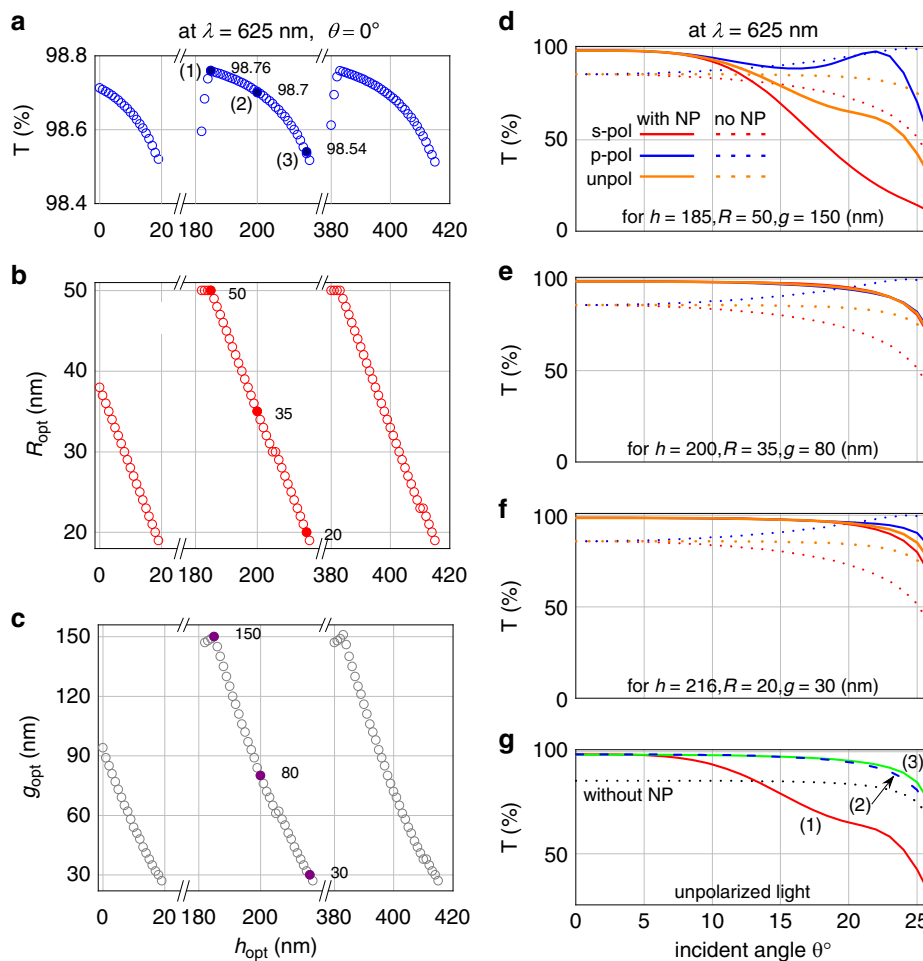 a
at λ = 625 nm, θ = 0°
98.8
98.6
98.4
T (%)
(1)
98.76
98.7
(2)
(3)
98.54
0
20
180
200
380
400
420
b
50
40
30
20
R_opt (nm)
50
35
20
0
20
180
200
380
400
420
c
150
120
90
60
30
g_opt (nm)
150
80
30
0
20
180
200
380
400
420
h_opt (nm)
d
at λ = 625 nm
100
50
0
T (%)
with NP no NP
s-pol
p-pol
unpol
for h = 185, R = 50, g = 150 (nm)
e
100
50
0
T (%)
for h = 200, R = 35, g = 80 (nm)
f
100
50
0
T (%)
for h = 216, R = 20, g = 30 (nm)
g
100
50
T (%)
without NP
(1)
(2)
(3)
unpolarized light
0
5
10
15
20
25
incident angle θ°